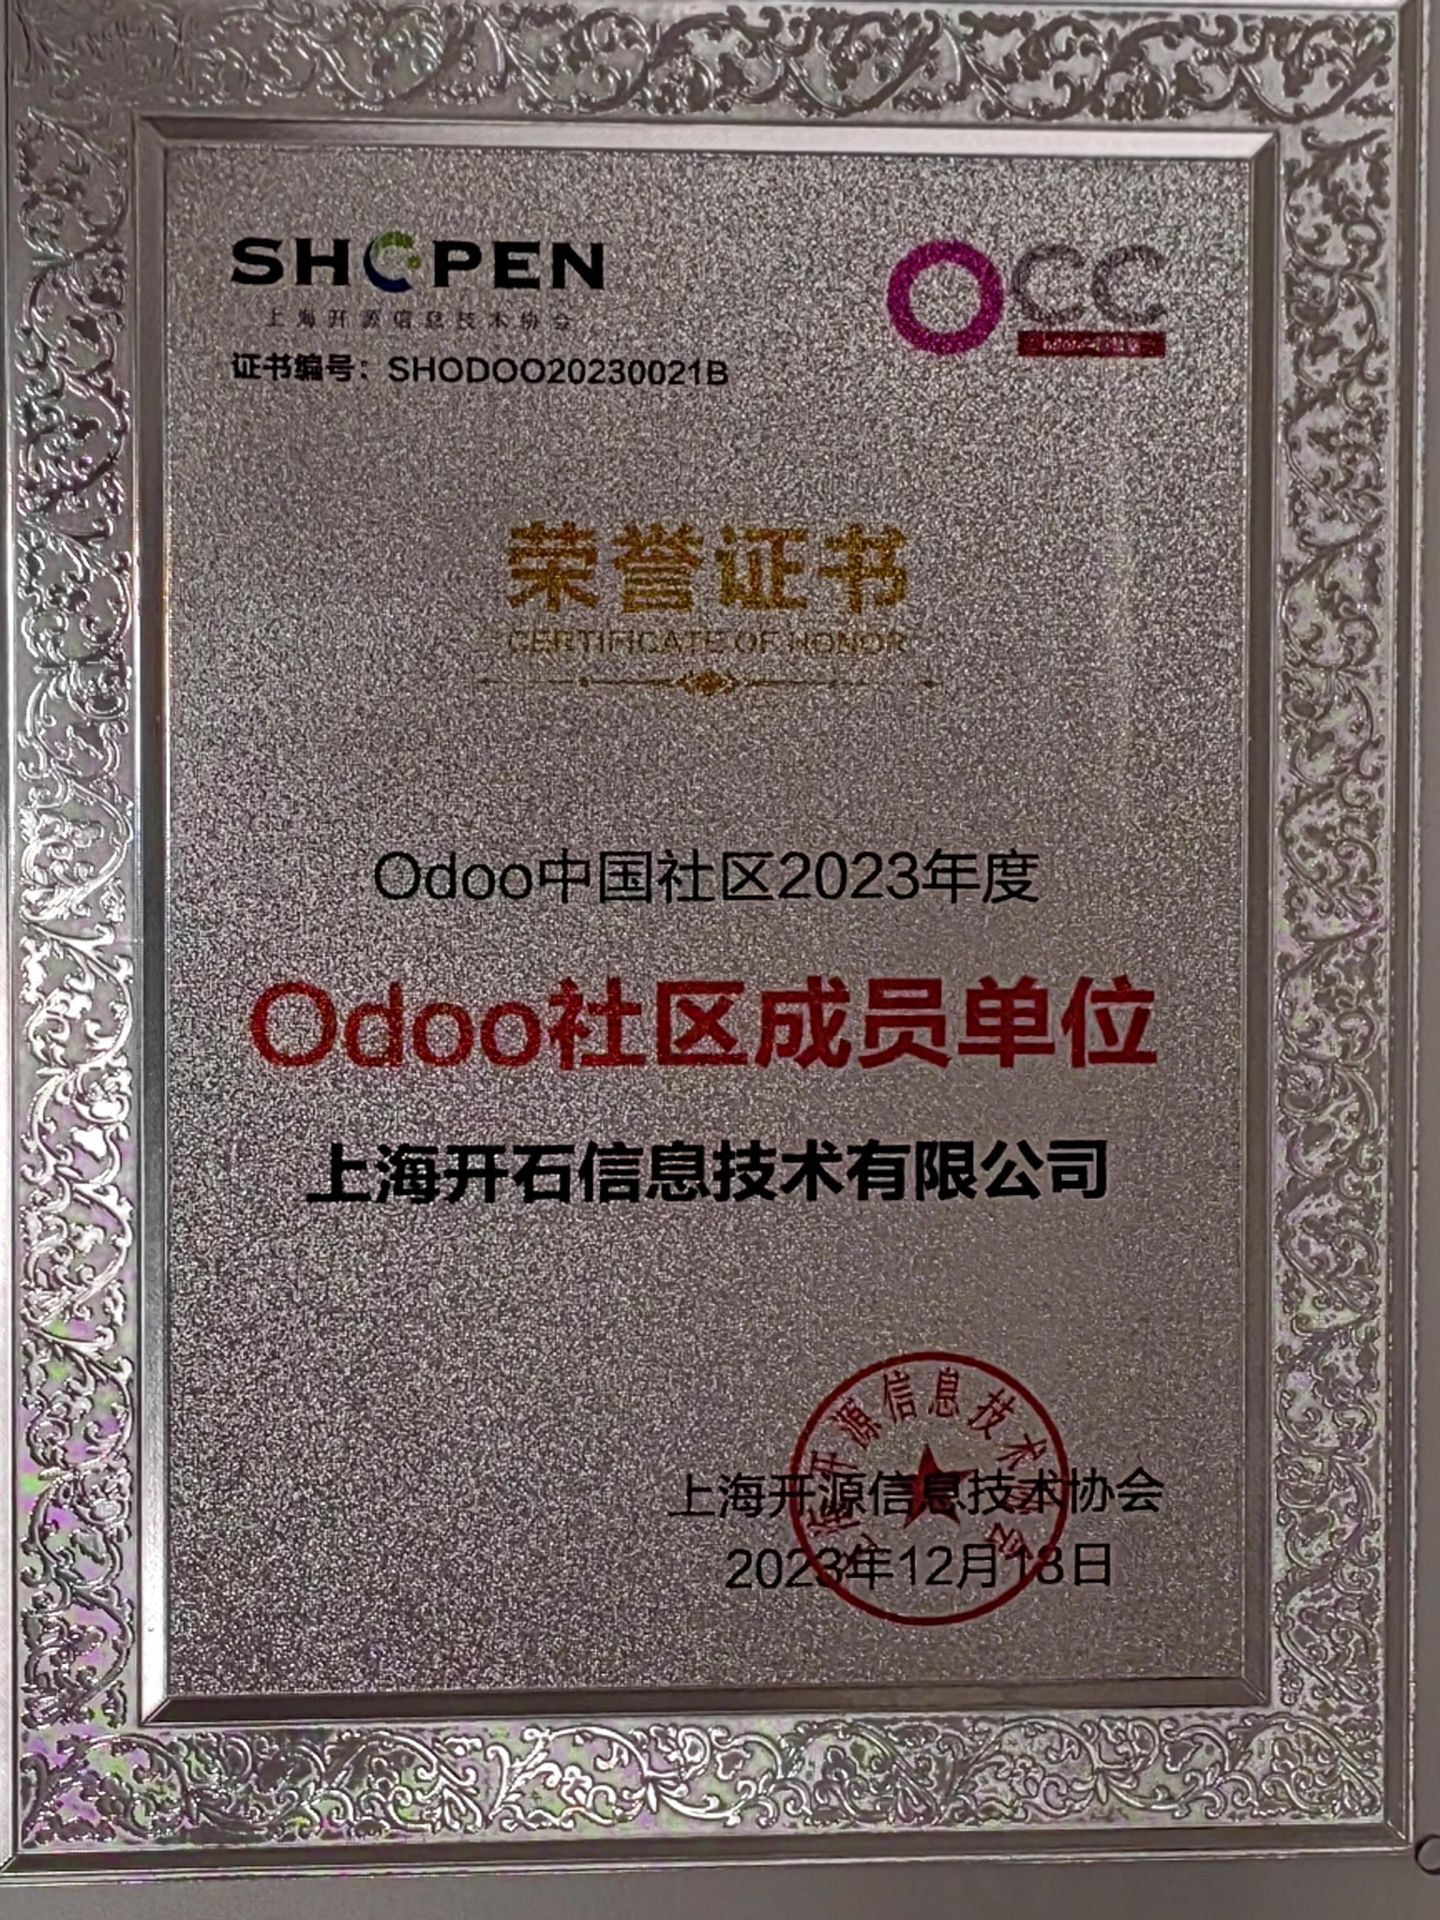 SHOPEN
上海开源信息技术协会
证书编号：SHODOO20230021B
OCC
荣誉证书
CERTIFICATE OF HONOR
Odoo中国社区2023年度
Odoo社区成员单位
上海开石信息技术有限公司
上海开源信息技术协会
2023年12月18日